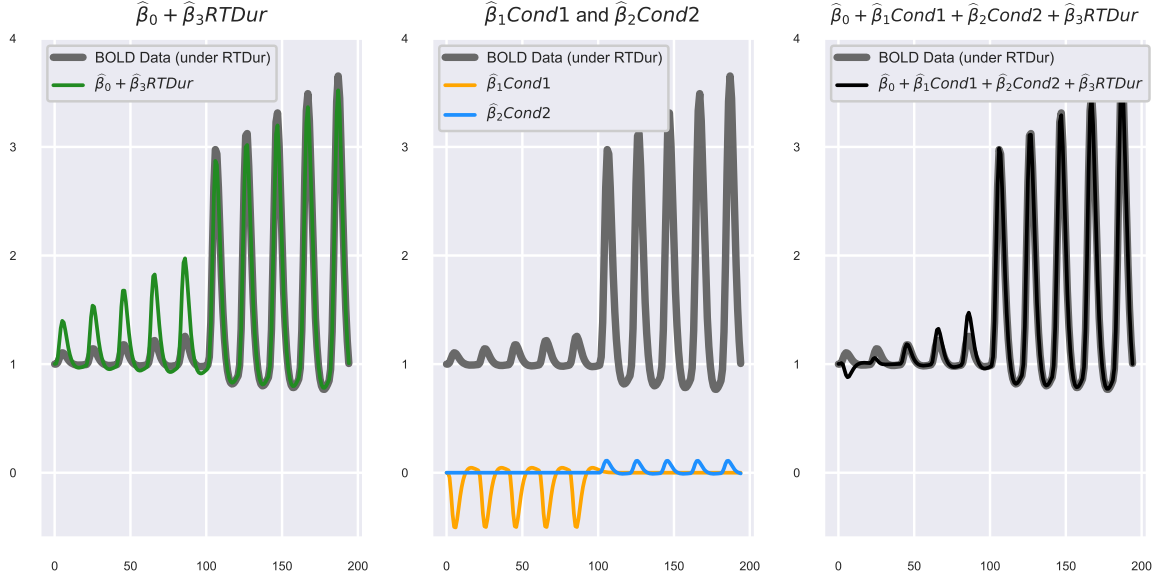 β̂₀ + β̂₃RTDur
β̂₁Cond1 and β̂₂Cond2
β̂₀ + β̂₁Cond1 + β̂₂Cond2 + β̂₃RTDur
4
3
2
1
0
BOLD Data (under RTDur)
β̂₀ + β̂₃RTDur
0 50 100 150 200
4
3
2
1
0
BOLD Data (under RTDur)
β̂₁Cond1
β̂₂Cond2
0 50 100 150 200
4
3
2
1
0
BOLD Data (under RTDur)
β̂₀ + β̂₁Cond1 + β̂₂Cond2 + β̂₃RTDur
0 50 100 150 200